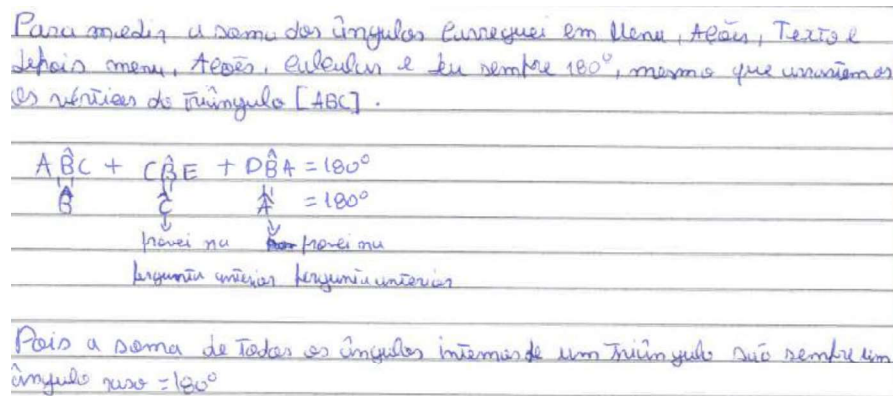 Para medir a soma dos ângulos carreguei em Menu, Ações, Texto e
depois menu, Ações, calcular e deu sempre 180°, mesmo que arrastemos
os vértices do triângulo [ABC].
AB̂C + CB̂E + DB̂A = 180°
B̂ Ĉ Â = 180°
provei na provei na
pergunta anterior pergunta anterior
Pois a soma de todos os ângulos internos de um triângulo são sempre um
ângulo raso = 180°